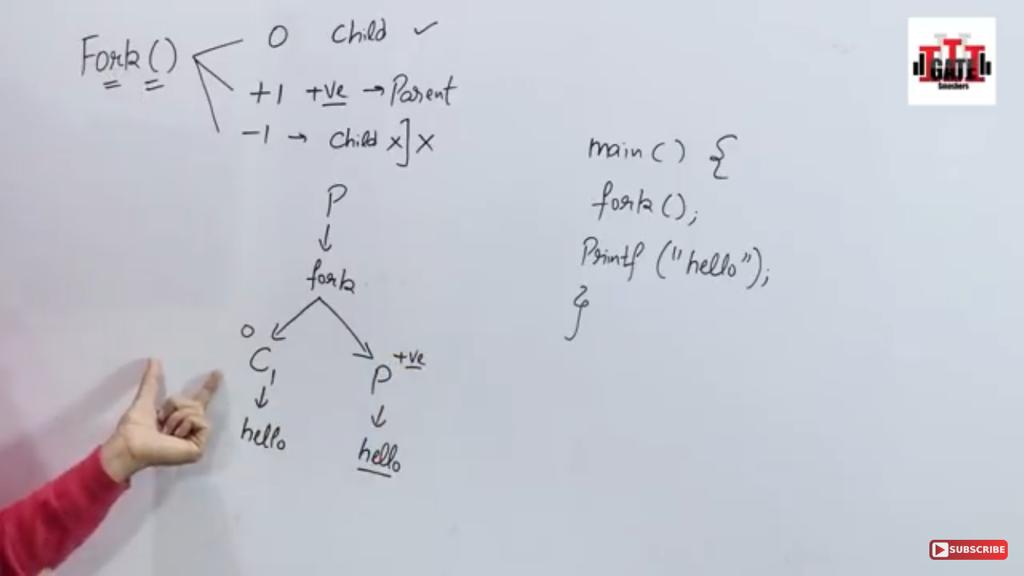 Fork () 0 Child ✓
+1 +ve → Parent
-1 → Child x] x
P
↓
fork
0
C1 P +ve
↓ ↓
hello hello
main () {
fork ();
Printf ("hello");
}
GATE
Smashers
SUBSCRIBE